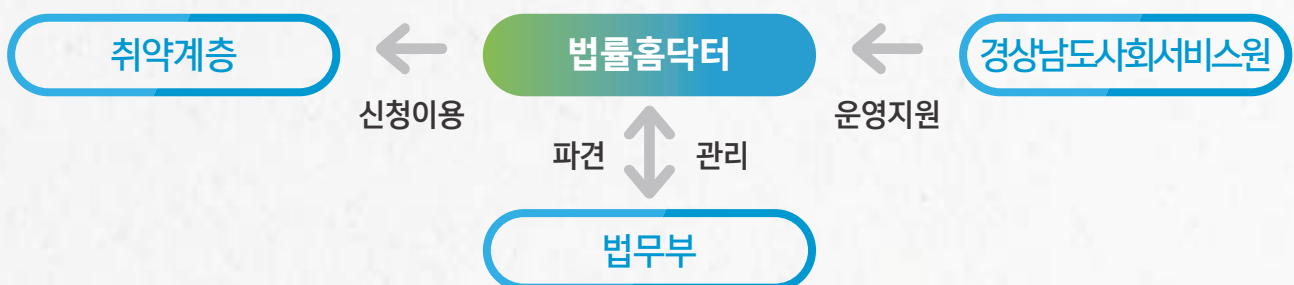 취약계층
법률홈닥터
경상남도사회서비스원
신청이용
운영지원
파견
관리
법무부